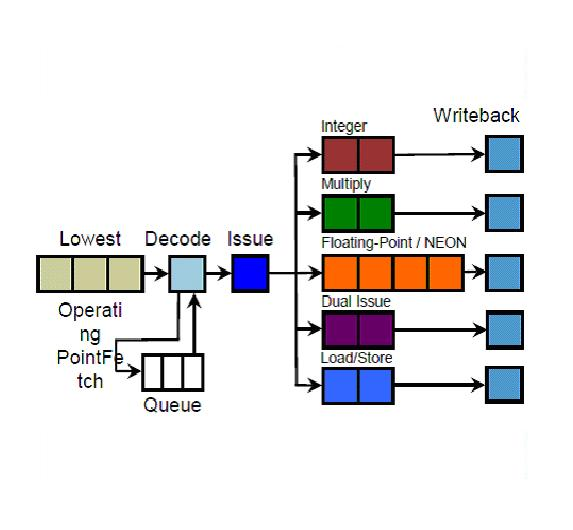 Writeback
Integer
Multiply
Lowest
Decode
Issue
Floating-Point / NEON
Operati
ng
PointFe
tch
Dual Issue
Load/Store
Queue